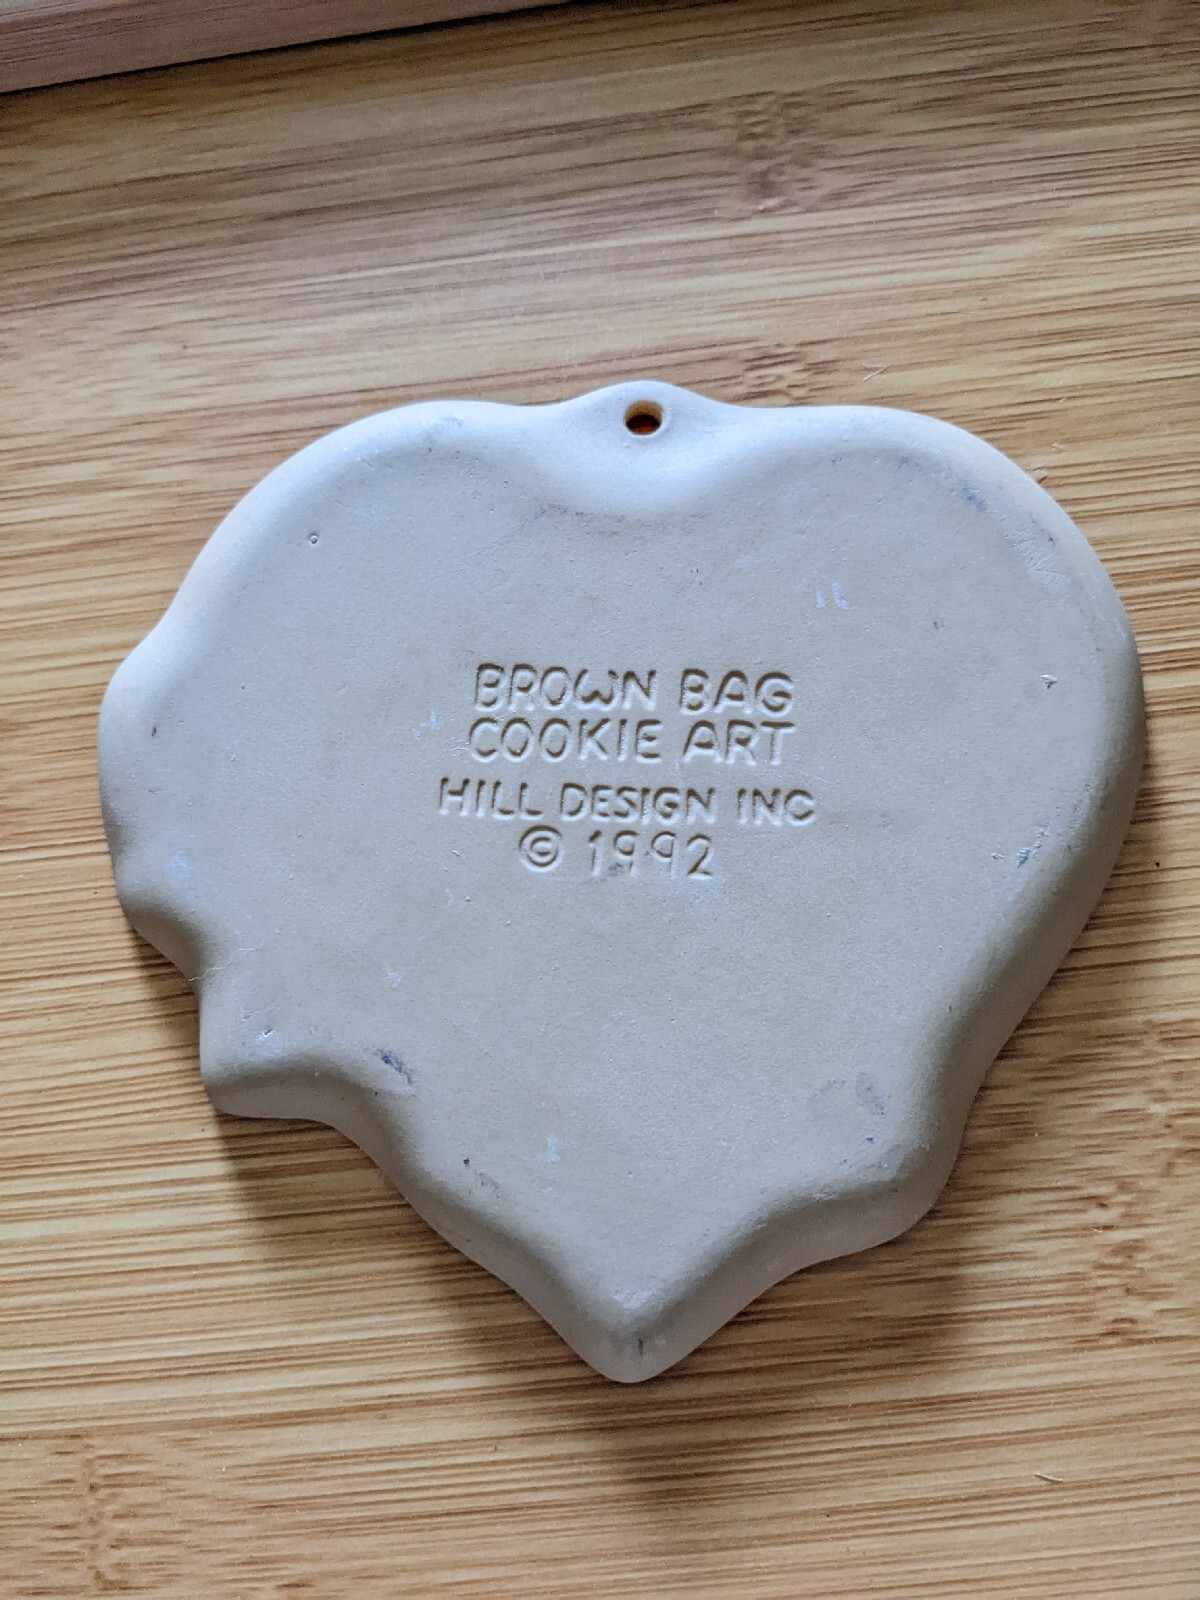 BROWN BAG
COOKIE ART
HILL DESIGN INC
© 1992